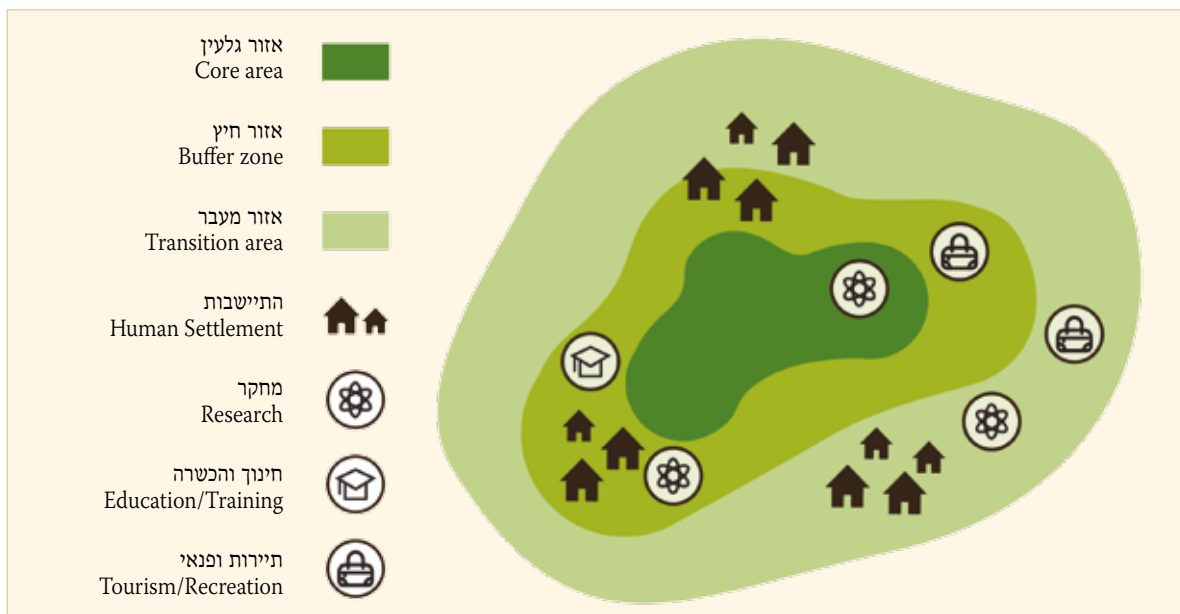 אזור גלעין
Core area
אזור חיץ
Buffer zone
אזור מעבר
Transition area
התיישבות
Human Settlement
מחקר
Research
חינוך והכשרה
Education/Training
תיירות ופנאי
Tourism/Recreation